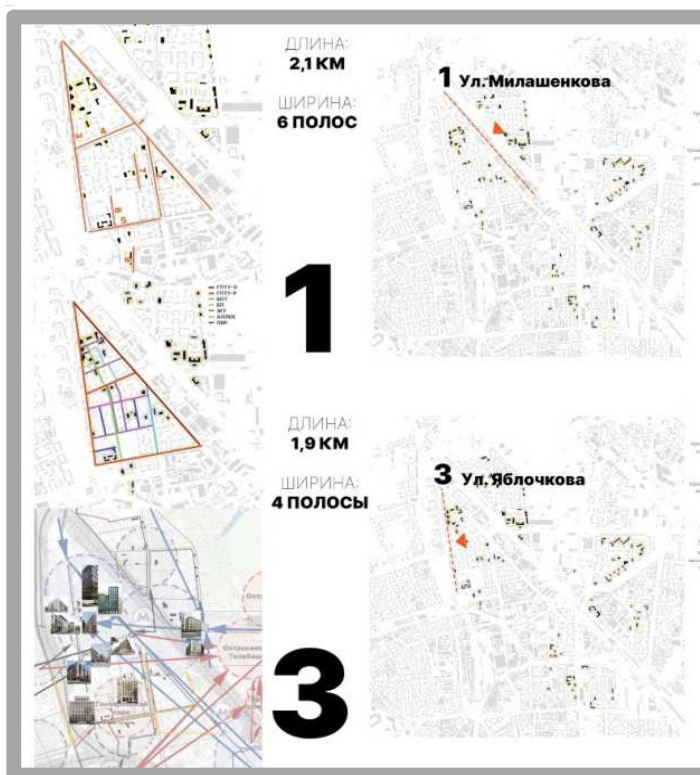 ДЛИНА:
2,1 КМ
ШИРИНА:
6 ПОЛОС
1
1 Ул. Милашенкова
ДЛИНА:
1,9 КМ
ШИРИНА:
4 ПОЛОСЫ
3
3 Ул. Яблочкова